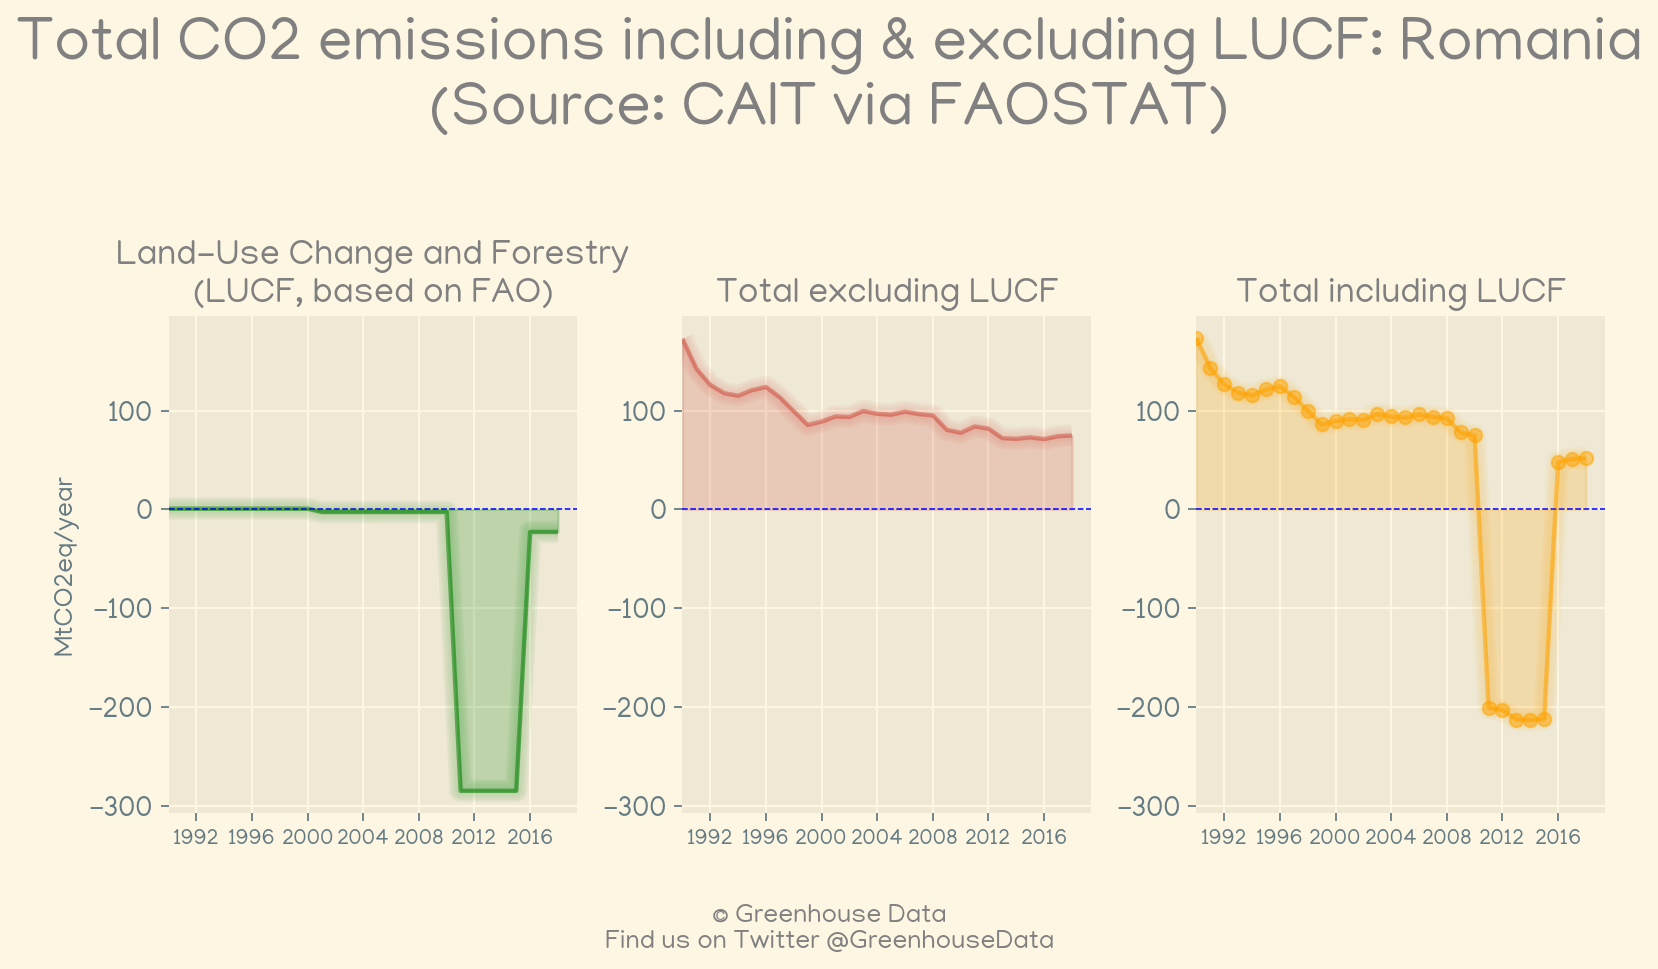 Total CO2 emissions including & excluding LUCF: Romania
(Source: CAIT via FAOSTAT)
Land-Use Change and Forestry
(LUCF, based on FAO)
Total excluding LUCF
Total including LUCF
MtCO2eq/year
100
0
-100
-200
-300
1992 1996 2000 2004 2008 2012 2016
100
0
-100
-200
-300
1992 1996 2000 2004 2008 2012 2016
100
0
-100
-200
-300
1992 1996 2000 2004 2008 2012 2016
© Greenhouse Data
Find us on Twitter @GreenhouseData